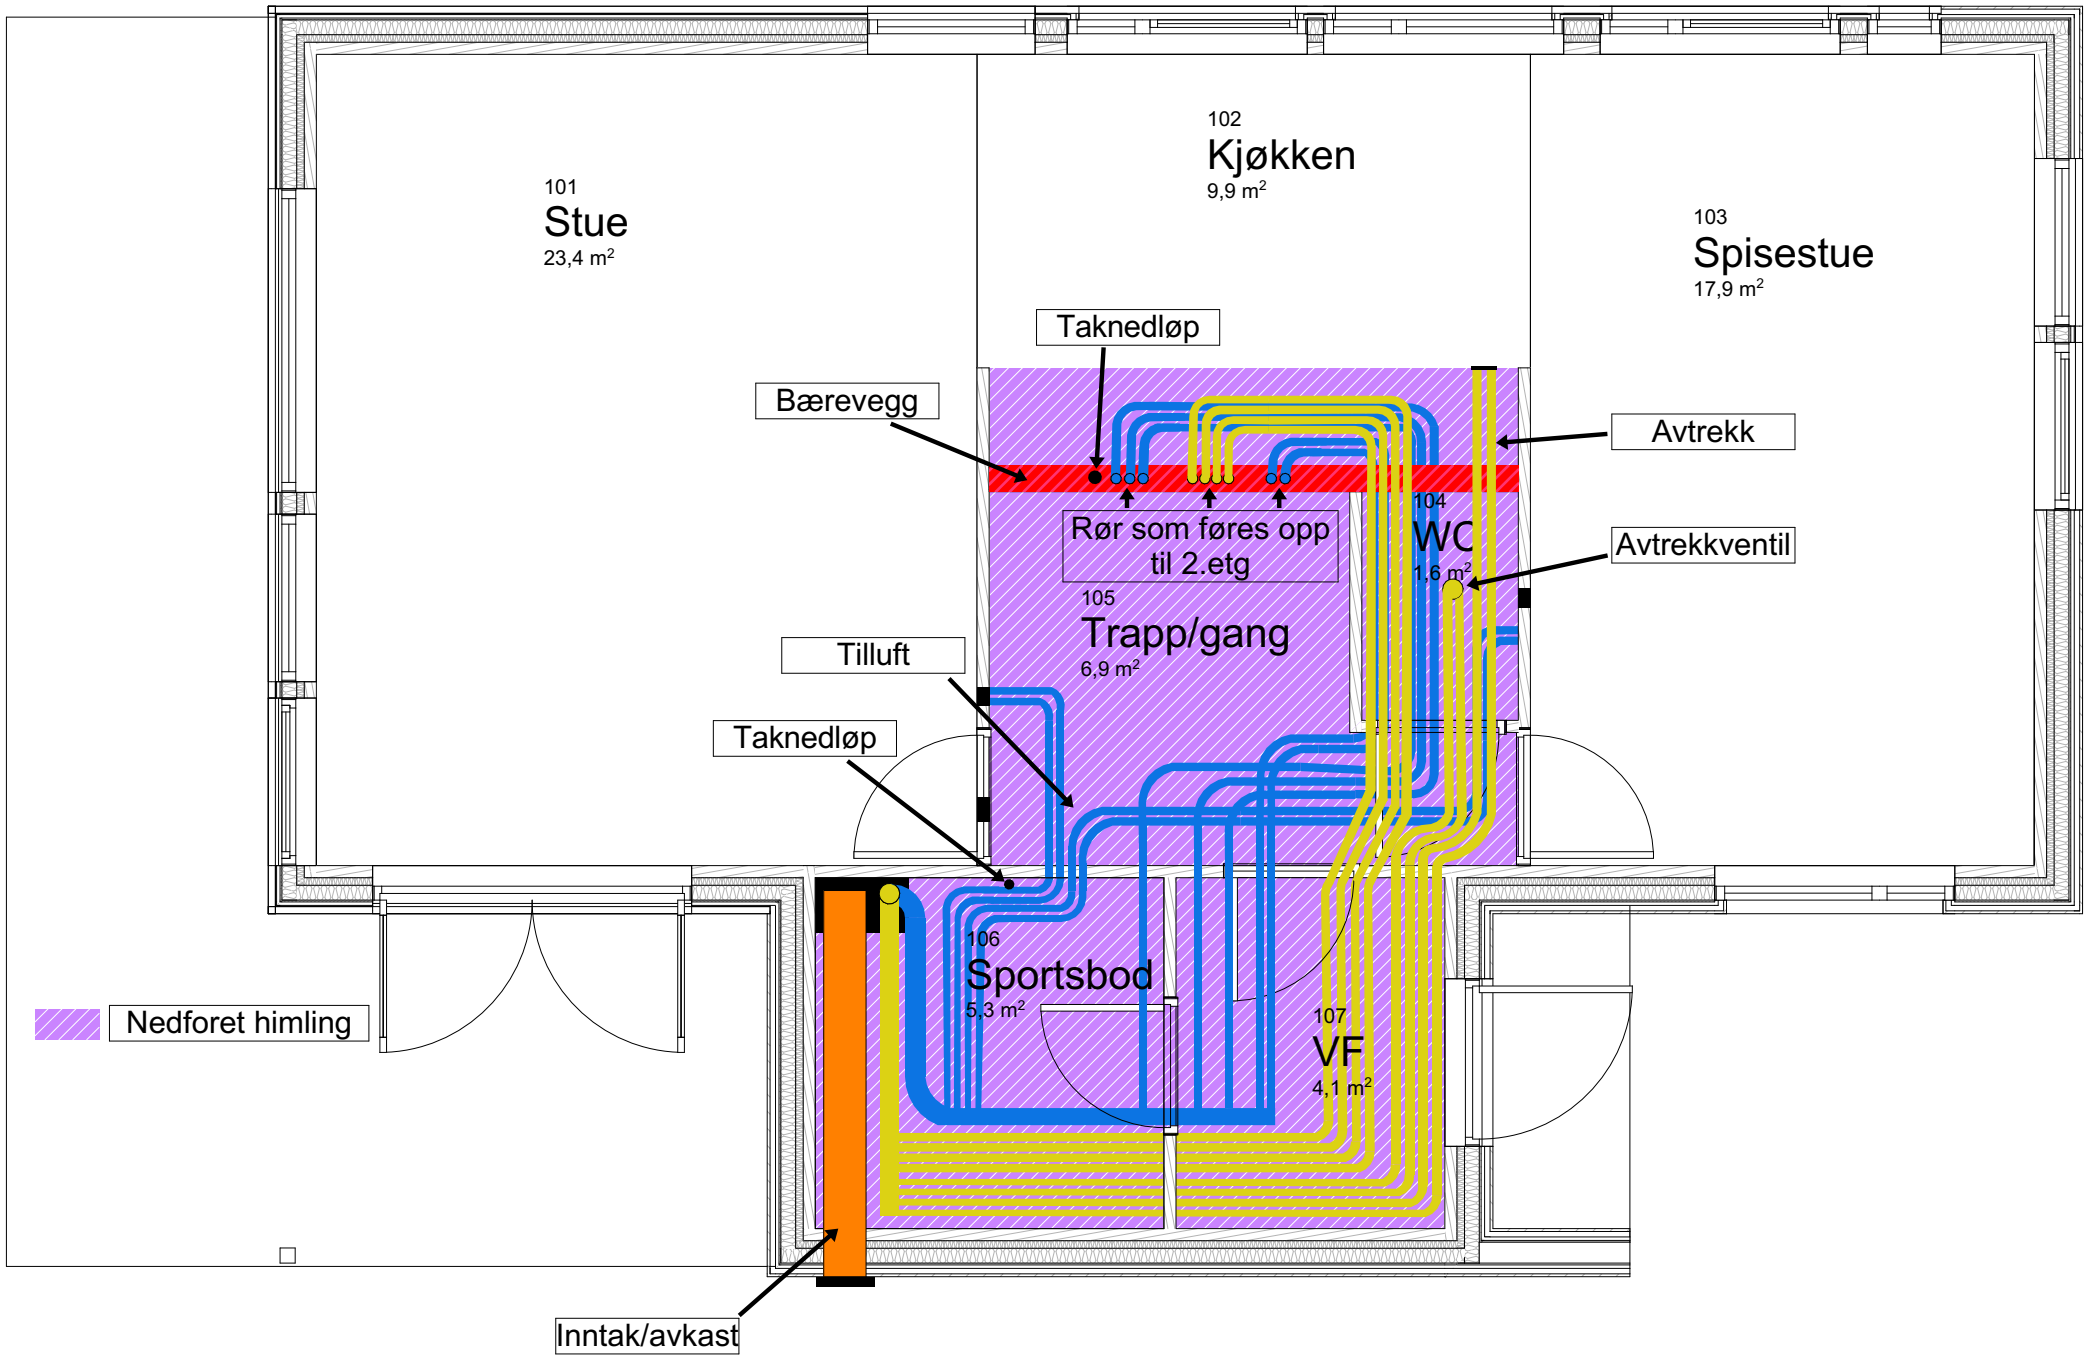 102
Kjøkken
9,9 m²
101
Stue
23,4 m²
103
Spisestue
17,9 m²
Taknedløp
Bærevegg
Avtrekk
104
WC
1,6 m²
Rør som føres opp
til 2.etg
Avtrekkventil
105
Trapp/gang
6,9 m²
Tilluft
Taknedløp
106
Sportsbod
5,3 m²
Nedforet himling
107
VF
4,1 m²
Inntak/avkast